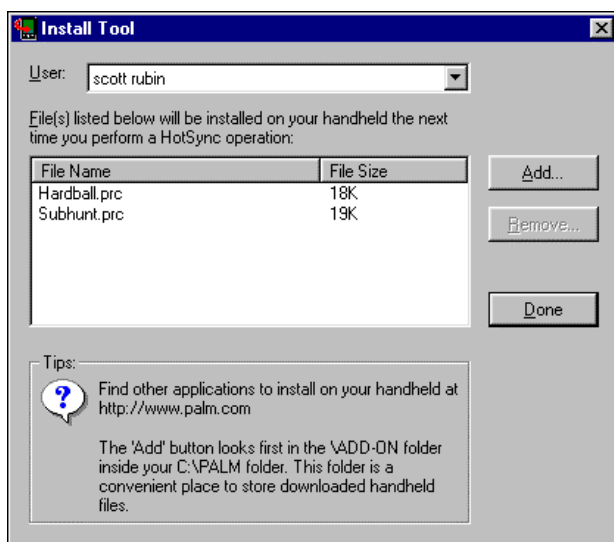 Install Tool
User: scott rubin
File(s) listed below will be installed on your handheld the next
time you perform a HotSync operation:
File Name File Size
Hardball.prc 18K
Subhunt.prc 19K
Add...
Remove...
Done
Tips:
Find other applications to install on your handheld at
http://www.palm.com
The 'Add' button looks first in the \ADD-ON folder
inside your C:\PALM folder. This folder is a
convenient place to store downloaded handheld
files.